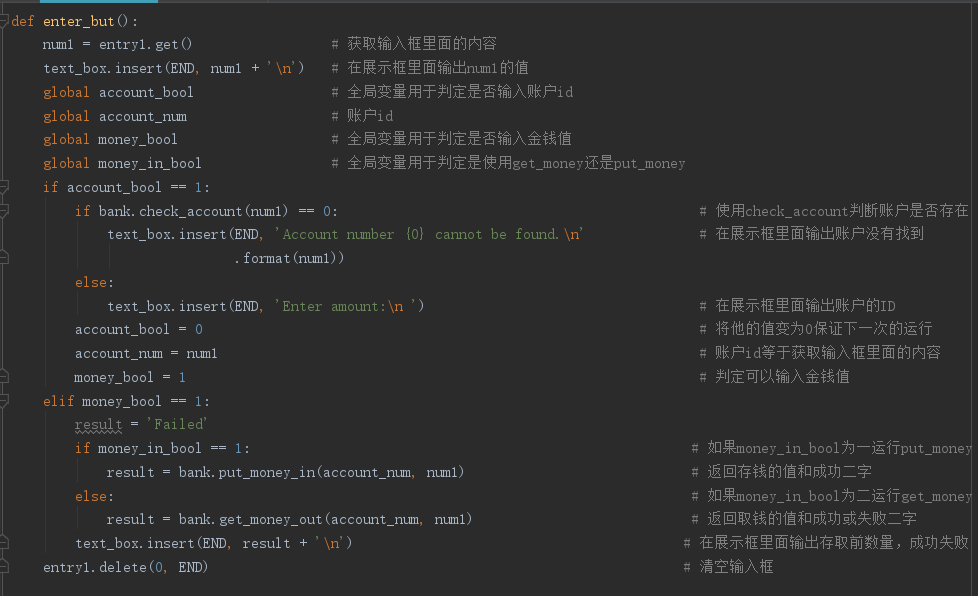 def enter_but():
    num1 = entry1.get()                  # 获取输入框里面的内容
    text_box.insert(END, num1 + '\n')   # 在展示框里面输出num1的值
    global account_bool                  # 全局变量用于判定是否输入账户id
    global account_num                   # 账户id
    global money_bool                    # 全局变量用于判定是否输入金钱值
    global money_in_bool                 # 全局变量用于判定是使用get_money还是put_money
    if account_bool == 1:
        if bank.check_account(num1) == 0:                                              # 使用check_account判断账户是否存在
            text_box.insert(END, 'Account number {0} cannot be found.\n'               # 在展示框里面输出账户没有找到
                            .format(num1))
        else:
            text_box.insert(END, 'Enter amount:\n ')                                   # 在展示框里面输出账户的ID
        account_bool = 0                                                               # 将他的值变为0保证下一次的运行
        account_num = num1                                                             # 账户id等于获取输入框里面的内容
        money_bool = 1                                                                 # 判定可以输入金钱值
    elif money_bool == 1:
        result = 'Failed'
        if money_in_bool == 1:                                                        # 如果money_in_bool为一运行put_money
            result = bank.put_money_in(account_num, num1)                             # 返回存钱的值和成功二字
        else:                                                                         # 如果money_in_bool为二运行get_money
            result = bank.get_money_out(account_num, num1)                            # 返回取钱的值和成功或失败二字
        text_box.insert(END, result + '\n')                                          # 在展示框里面输出存取前数量，成功失败
    entry1.delete(0, END)                                                            # 清空输入框